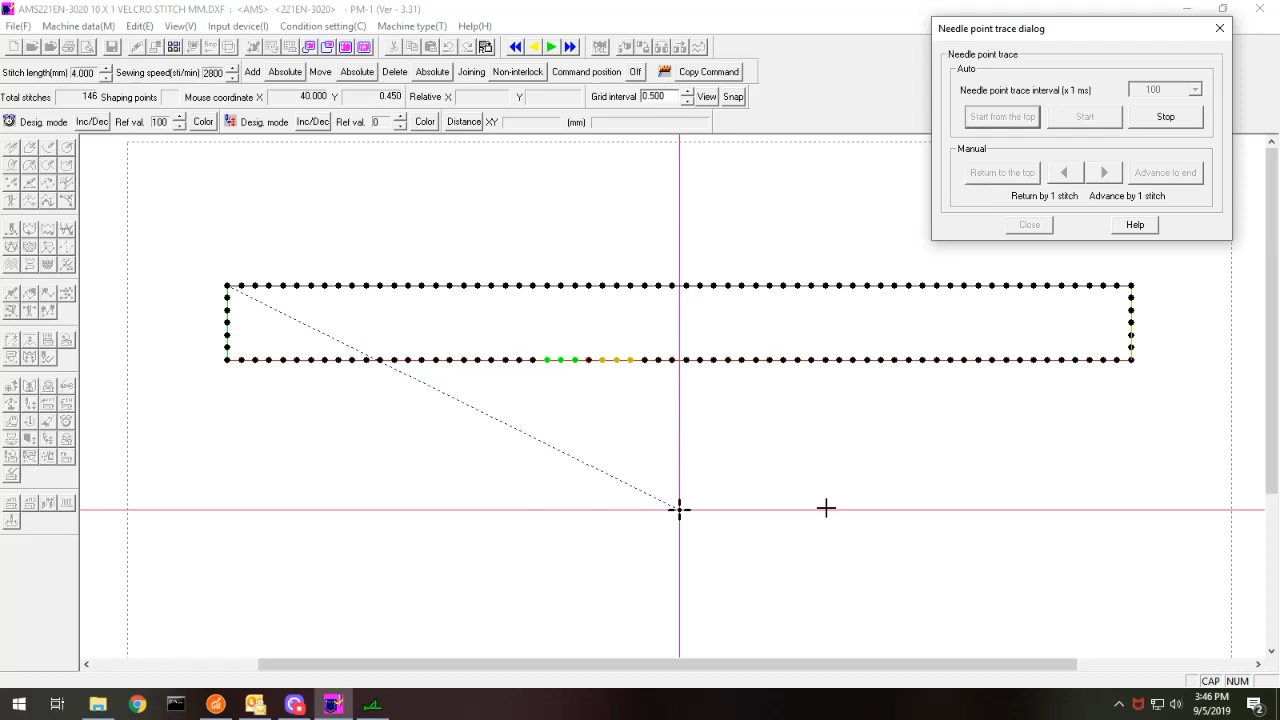 AMS221EN-3020 10 X 1 VELCRO STITCH MM.DXF : <AMS> <221EN-3020> - PM-1 (Ver - 3.31)
File(F) Machine data(M) Edit(E) View(V) Input device(I) Condition setting(C) Machine type(T) Help(H)
Stitch length(mm) 4.000 Sewing speed(sti/min) 2800 Add Absolute Move Absolute Delete Absolute Joining Non-interlock Command position Off Copy Command
Total stitches 146 Shaping points Mouse coordinate X 40.000 Y 0.450 Relative X Y Grid interval 0.500 View Snap
Desig. mode Inc/Dec Ref val. 100 Color Desig. mode Inc/Dec Ref val. 0 Color Distance XY (mm)
Needle point trace dialog
Needle point trace
Auto
Needle point trace interval (x 1 ms) 100
Start from the top Start Stop
Manual
Return to the top Advance to end
Return by 1 stitch Advance by 1 stitch
Close Help
CAP NUM
3:46 PM
9/5/2019
2